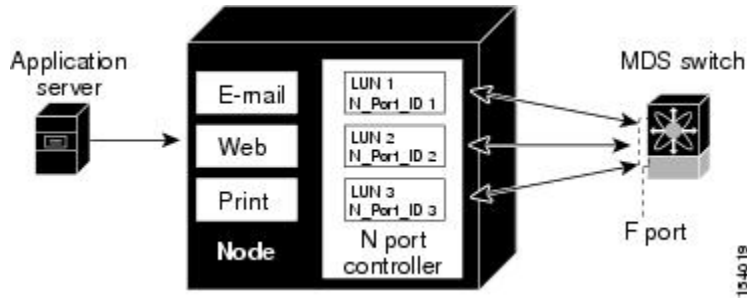 Application
server
E-mail
Web
Print
Node
LUN 1
N_Port_ID 1
LUN 2
N_Port_ID 2
LUN 3
N_Port_ID 3
N port
controller
MDS switch
F port
154019